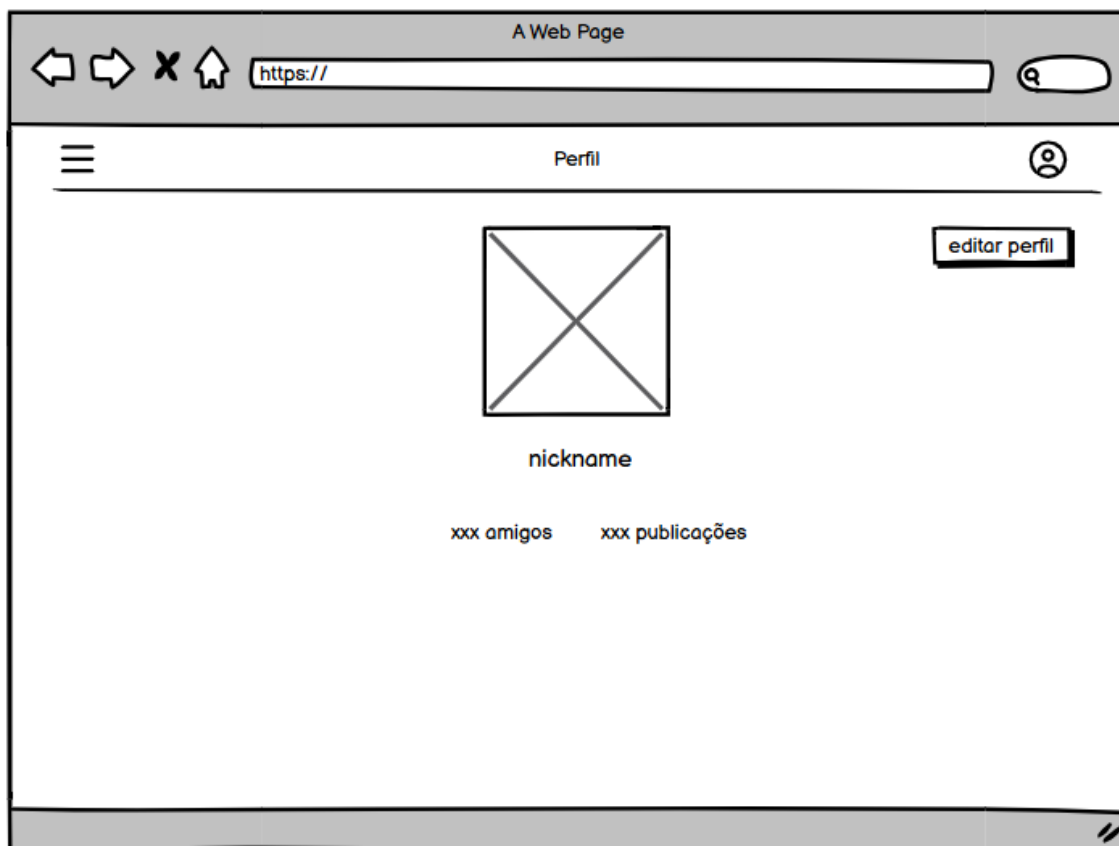 A Web Page
https://
Perfil
editar perfil
nickname
xxx amigos xxx publicações